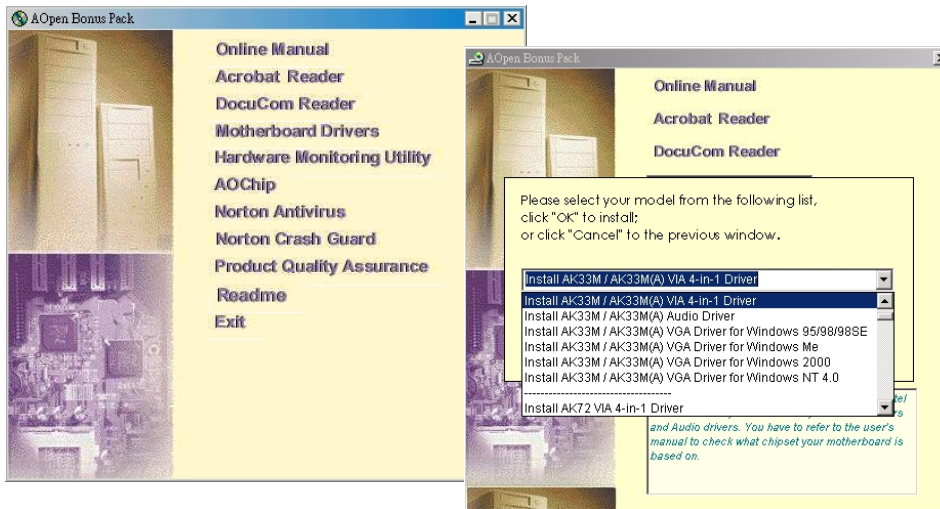 AOpen Bonus Pack
Online Manual
Acrobat Reader
DocuCom Reader
Motherboard Drivers
Hardware Monitoring Utility
AOChip
Norton Antivirus
Norton Crash Guard
Product Quality Assurance
Readme
Exit
AOpen Bonus Pack
Online Manual
Acrobat Reader
DocuCom Reader
Please select your model from the following list,
click "OK" to install;
or click "Cancel" to the previous window.
Install AK33M / AK33M(A) VIA 4-in-1 Driver
Install AK33M / AK33M(A) VIA 4-in-1 Driver
Install AK33M / AK33M(A) Audio Driver
Install AK33M / AK33M(A) VGA Driver for Windows 95/98/98SE
Install AK33M / AK33M(A) VGA Driver for Windows Me
Install AK33M / AK33M(A) VGA Driver for Windows 2000
Install AK33M / AK33M(A) VGA Driver for Windows NT 4.0
------------------------------------
Install AK72 VIA 4-in-1 Driver
and Audio drivers. You have to refer to the user's
manual to check what chipset your motherboard is
based on.